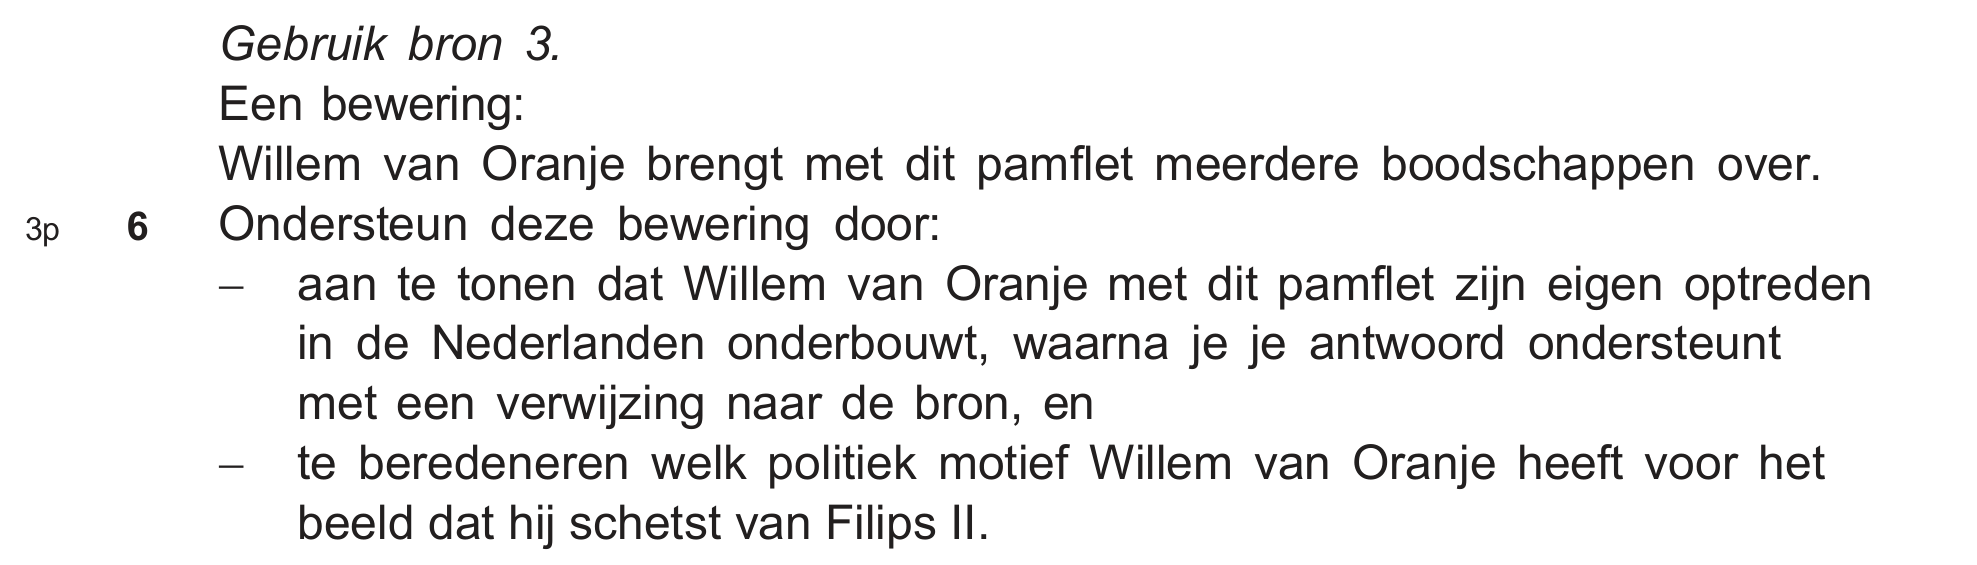 Gebruik bron 3.
Een bewering:
Willem van Oranje brengt met dit pamflet meerdere boodschappen over.
3p 6 Ondersteun deze bewering door:
– aan te tonen dat Willem van Oranje met dit pamflet zijn eigen optreden
in de Nederlanden onderbouwt, waarna je je antwoord ondersteunt
met een verwijzing naar de bron, en
– te beredeneren welk politiek motief Willem van Oranje heeft voor het
beeld dat hij schetst van Filips II.